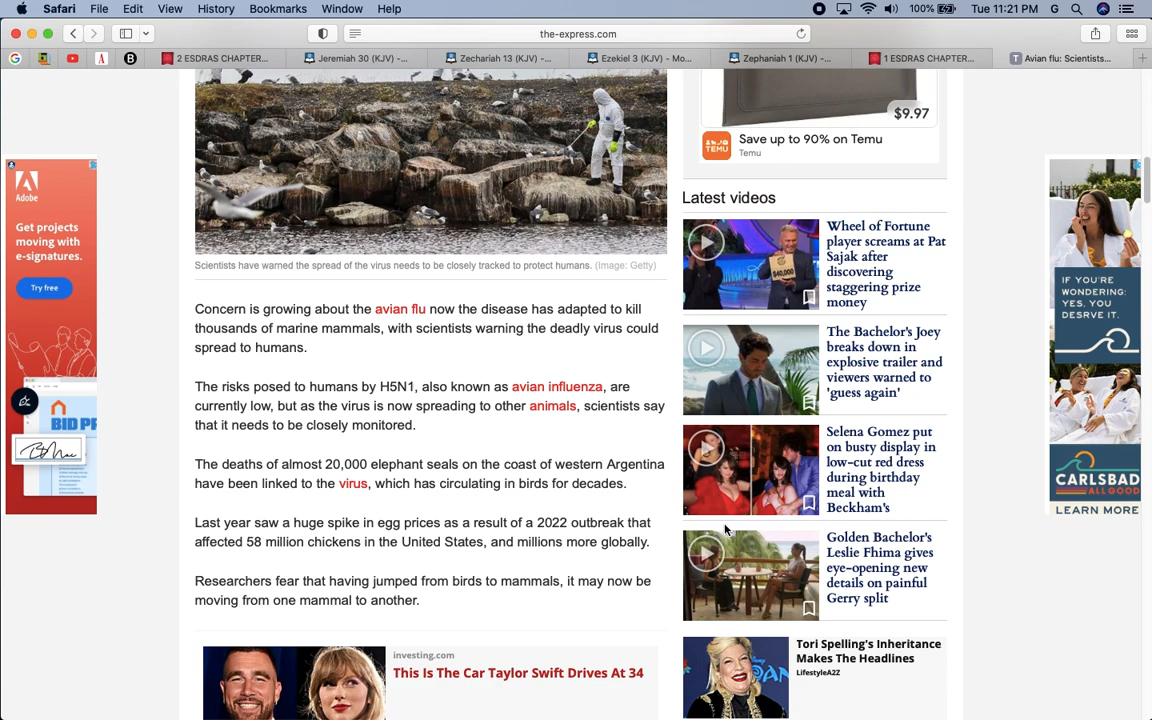 Safari File Edit View History Bookmarks Window Help
100% Tue 11:21 PM G
the-express.com
2 ESDRAS CHAPTER...
Jeremiah 30 (KJV) -...
Zechariah 13 (KJV) -...
Ezekiel 3 (KJV) - Mo...
Zephaniah 1 (KJV) -...
1 ESDRAS CHAPTER...
Avian flu: Scientists...
Adobe
Get projects
moving with
e-signatures.
Try free
BID PR
Scientists have warned the spread of the virus needs to be closely tracked to protect humans. (Image: Getty)
Concern is growing about the avian flu now the disease has adapted to kill
thousands of marine mammals, with scientists warning the deadly virus could
spread to humans.
The risks posed to humans by H5N1, also known as avian influenza, are
currently low, but as the virus is now spreading to other animals, scientists say
that it needs to be closely monitored.
The deaths of almost 20,000 elephant seals on the coast of western Argentina
have been linked to the virus, which has circulating in birds for decades.
Last year saw a huge spike in egg prices as a result of a 2022 outbreak that
affected 58 million chickens in the United States, and millions more globally.
Researchers fear that having jumped from birds to mammals, it may now be
moving from one mammal to another.
investing.com
This Is The Car Taylor Swift Drives At 34
$9.97
TEMU
Save up to 90% on Temu
Temu
Latest videos
$40,000
Wheel of Fortune
player screams at Pat
Sajak after
discovering
staggering prize
money
The Bachelor's Joey
breaks down in
explosive trailer and
viewers warned to
'guess again'
Selena Gomez put
on busty display in
low-cut red dress
during birthday
meal with
Beckham's
Golden Bachelor's
Leslie Fhima gives
eye-opening new
details on painful
Gerry split
Tori Spelling's Inheritance
Makes The Headlines
LifestyleA2Z
IF YOU'RE
WONDERING:
YES, YOU
DESRVE IT.
CARLSBAD
ALL GOOD
LEARN MORE